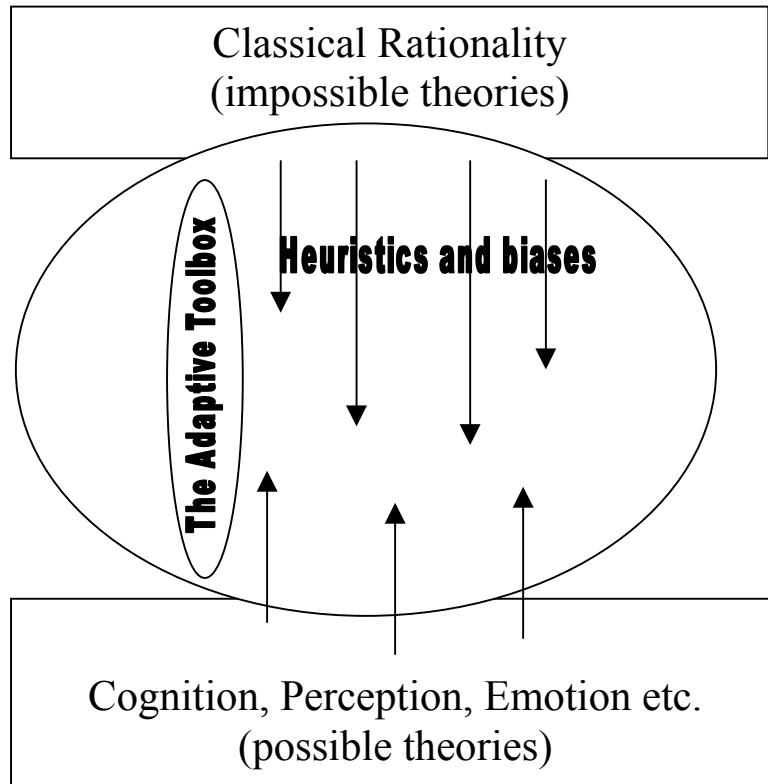 Classical Rationality
(impossible theories)
Heuristics and biases
The Adaptive Toolbox
Cognition, Perception, Emotion etc.
(possible theories)